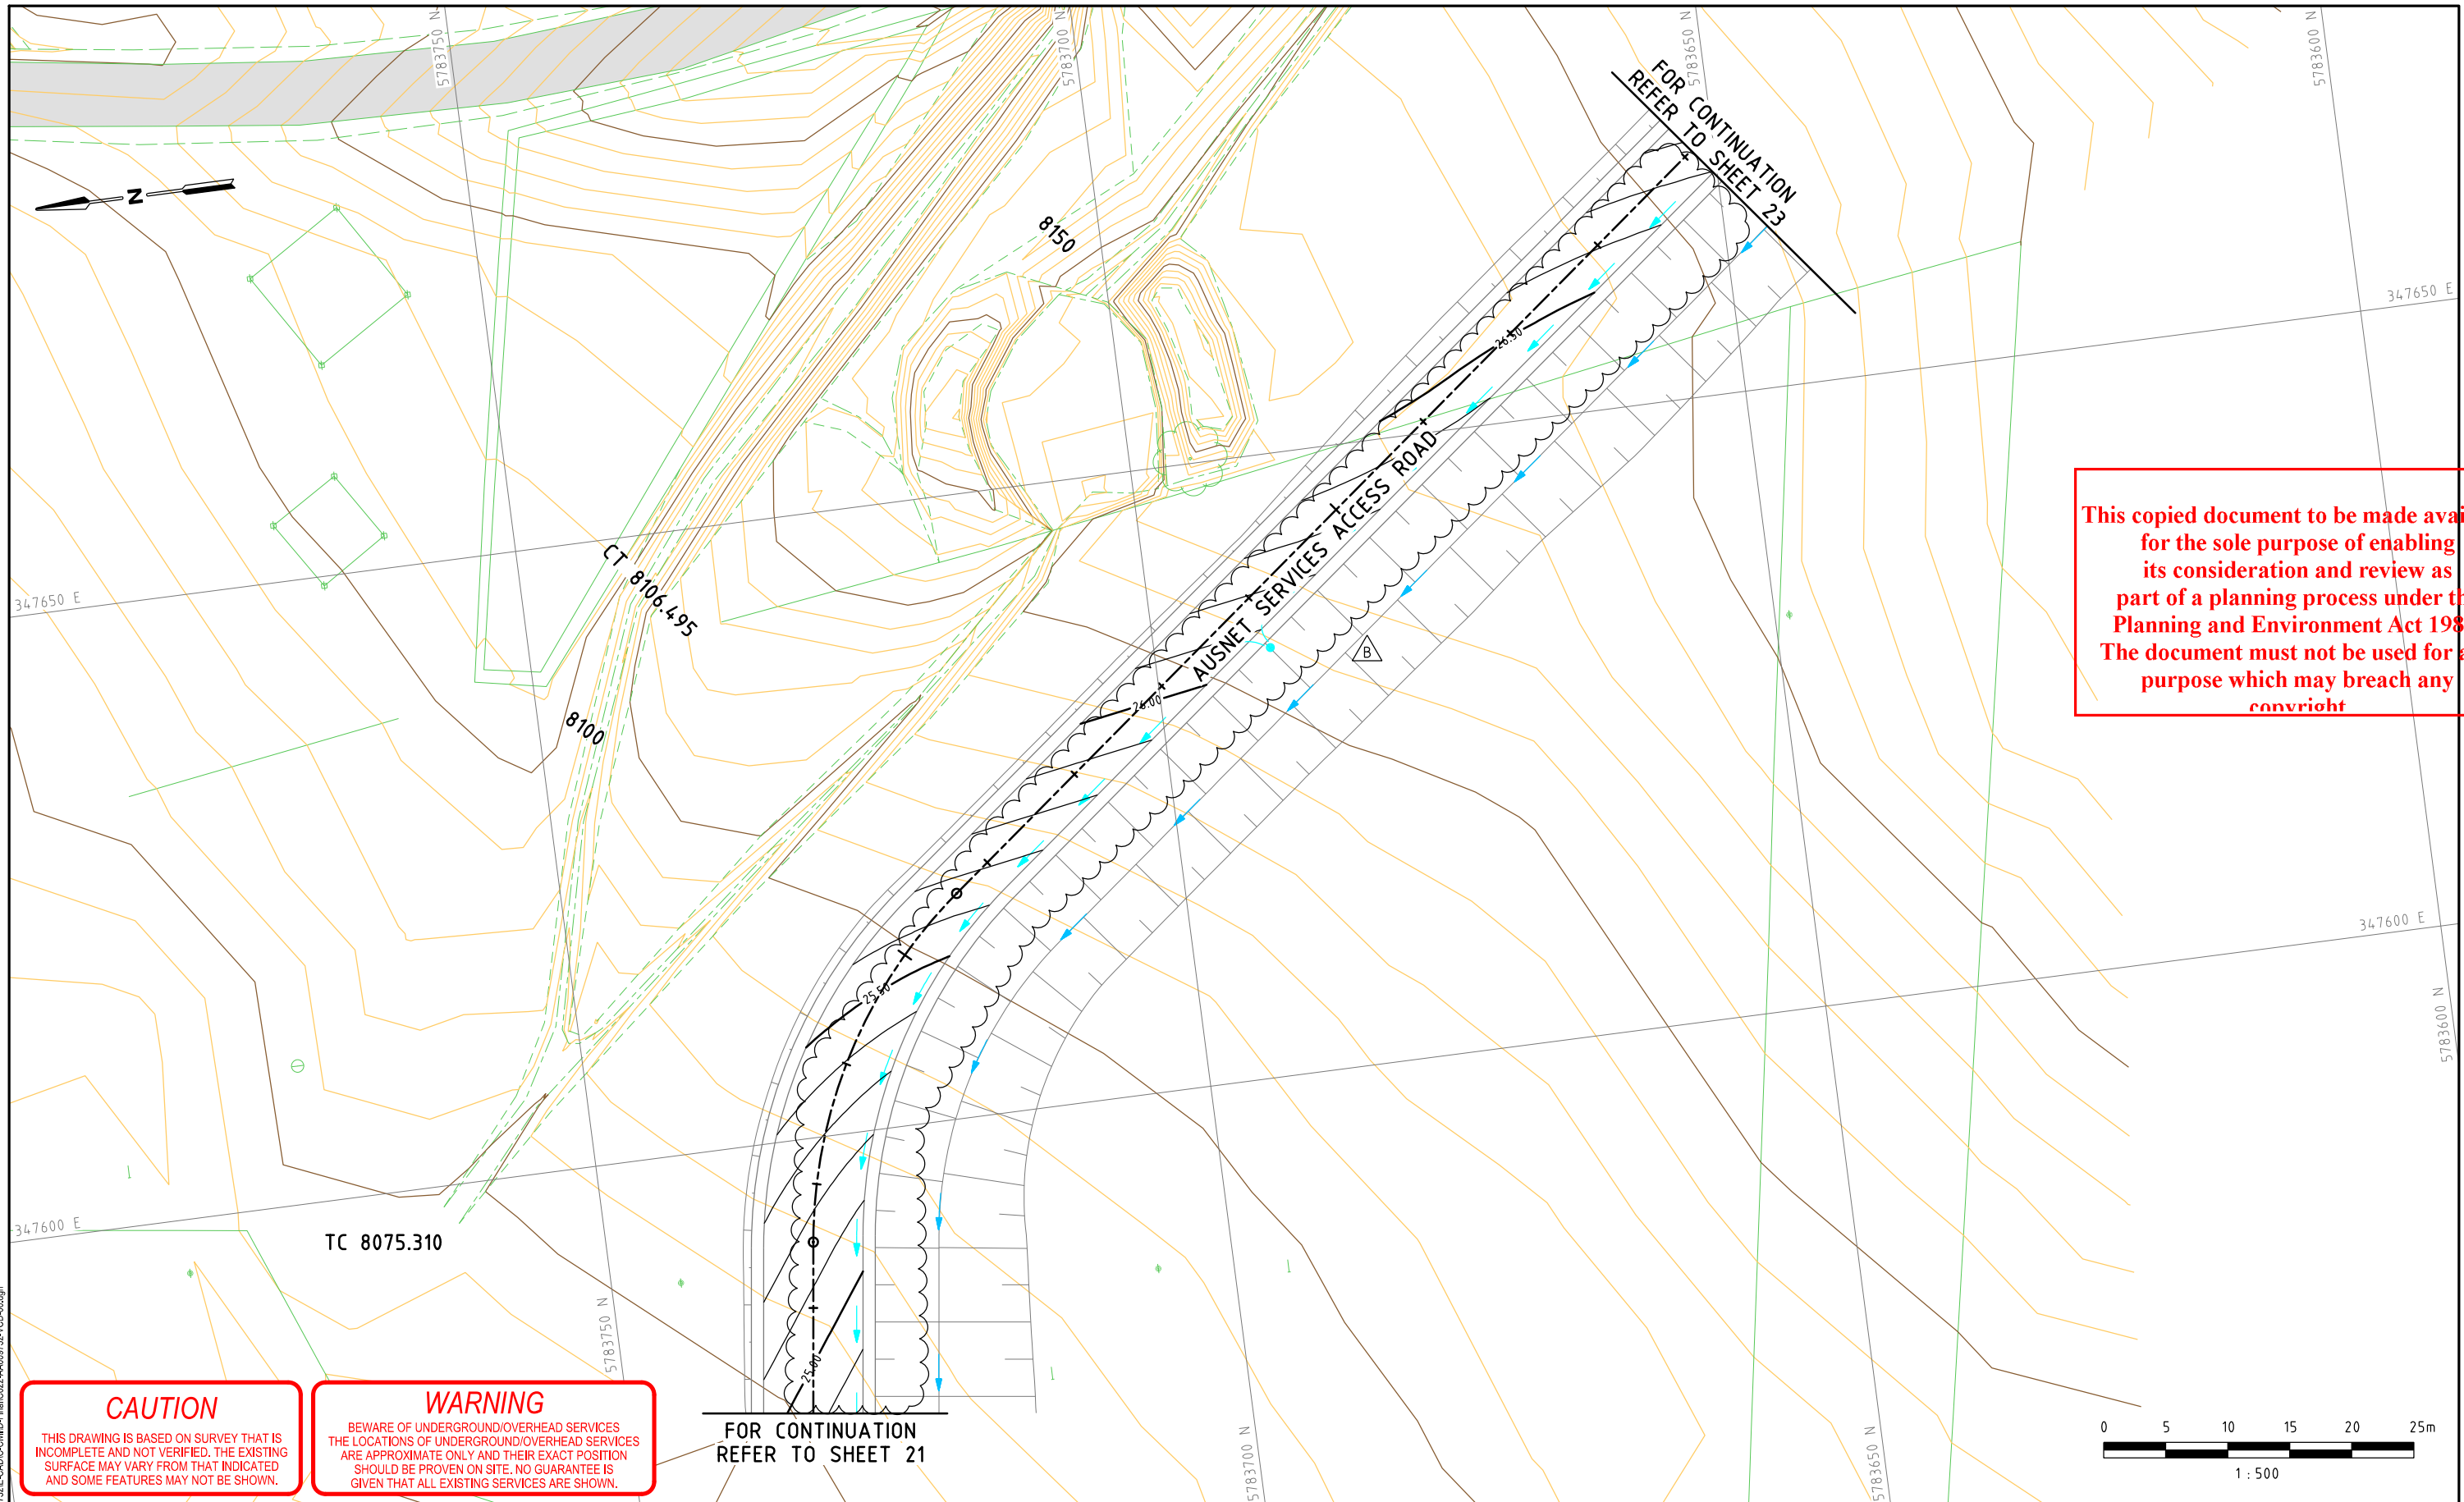 5783750 N
5783700 N
5783650 N
5783600 N
FOR CONTINUATION
REFER TO SHEET 23
N
8150
347650 E
26.50
This copied document to be made
for the sole purpose of enabling
its consideration and review as
part of a planning process under
Planning and Environment Act
The document must not be used for
purpose which may breach any
copyright
AUSNET SERVICES ACCESS ROAD
CT 8106.495
347650 E
B
26.00
8100
347600 E
25.50
5783600 N
347600 E
TC 8075.310
5783750 N
25.00
5783700 N
5783650 N
CAUTION
THIS DRAWING IS BASED ON SURVEY THAT IS
INCOMPLETE AND NOT VERIFIED. THE EXISTING
SURFACE MAY VARY FROM THAT INDICATED
AND SOME FEATURES MAY NOT BE SHOWN.
WARNING
BEWARE OF UNDERGROUND/OVERHEAD SERVICES
THE LOCATIONS OF UNDERGROUND/OVERHEAD SERVICES
ARE APPROXIMATE ONLY AND THEIR EXACT POSITION
SHOULD BE PROVEN ON SITE. NO GUARANTEE IS
GIVEN THAT ALL EXISTING SERVICES ARE SHOWN.
FOR CONTINUATION
REFER TO SHEET 21
0 5 10 15 20 25m
1 : 500